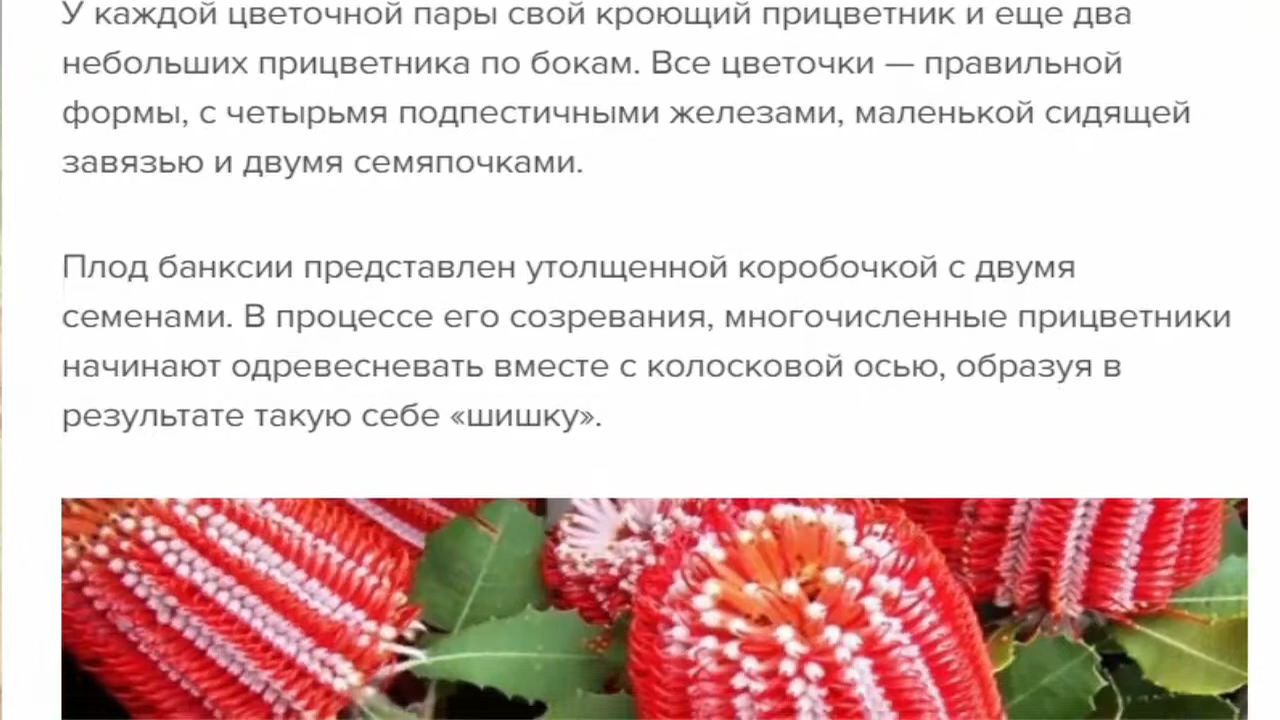 У каждой цветочной пары свой кроющий прицветник и еще два
небольших прицветника по бокам. Все цветочки — правильной
формы, с четырьмя подпестичными железами, маленькой сидящей
завязью и двумя семяпочками.
Плод банксии представлен утолщенной коробочкой с двумя
семенами. В процессе его созревания, многочисленные прицветники
начинают одревесневать вместе с колосковой осью, образуя в
результате такую себе «шишку».